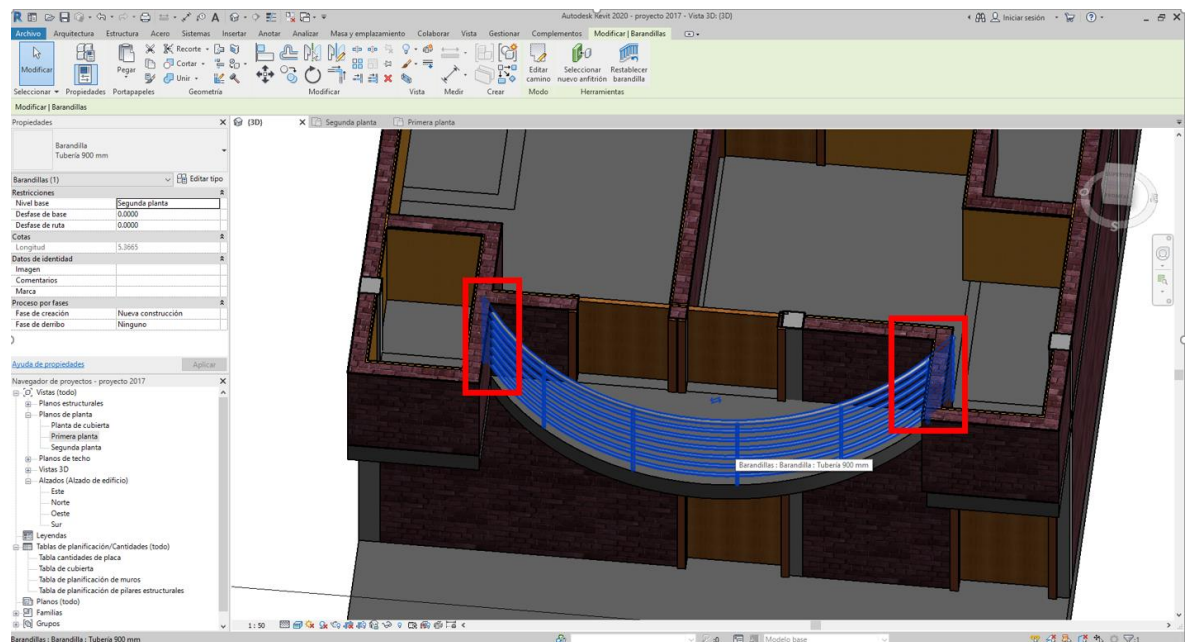 Autodesk Revit 2020 - proyecto 2017 - Vista 3D: {3D}
Iniciar sesión
Archivo Arquitectura Estructura Acero Sistemas Insertar Anotar Analizar Masa y emplazamiento Colaborar Vista Gestionar Complementos Modificar | Barandillas
Modificar
Pegar
Recorte
Cortar
Unir
Editar camino
Seleccionar nuevo anfitrión
Restablecer barandilla
Seleccionar Propiedades Portapapeles Geometría Modificar Vista Medir Crear Modo Herramientas
Modificar | Barandillas
Propiedades
{3D}
Segunda planta
Primera planta
Barandilla
Tubería 900 mm
Barandillas (1) Editar tipo
Restricciones
Nivel base Segunda planta
Desfase de base 0.0000
Desfase de ruta 0.0000
Cotas
Longitud 5.3665
Datos de identidad
Imagen
Comentarios
Marca
Proceso por fases
Fase de creación Nueva construcción
Fase de derribo Ninguno
Ayuda de propiedades Aplicar
Navegador de proyectos - proyecto 2017
Vistas (todo)
Planos estructurales
Planos de planta
Planta de cubierta
Primera planta
Segunda planta
Planos de techo
Vistas 3D
Alzados (Alzado de edificio)
Este
Norte
Oeste
Sur
Leyendas
Tablas de planificación/Cantidades (todo)
Tabla cantidades de placa
Tabla de cubierta
Tabla de planificación de muros
Tabla de planificación de pilares estructurales
Planos (todo)
Familias
Grupos
Barandillas : Barandilla : Tubería 900 mm
S
1 : 50
Barandillas : Barandilla : Tubería 900 mm
Modelo base